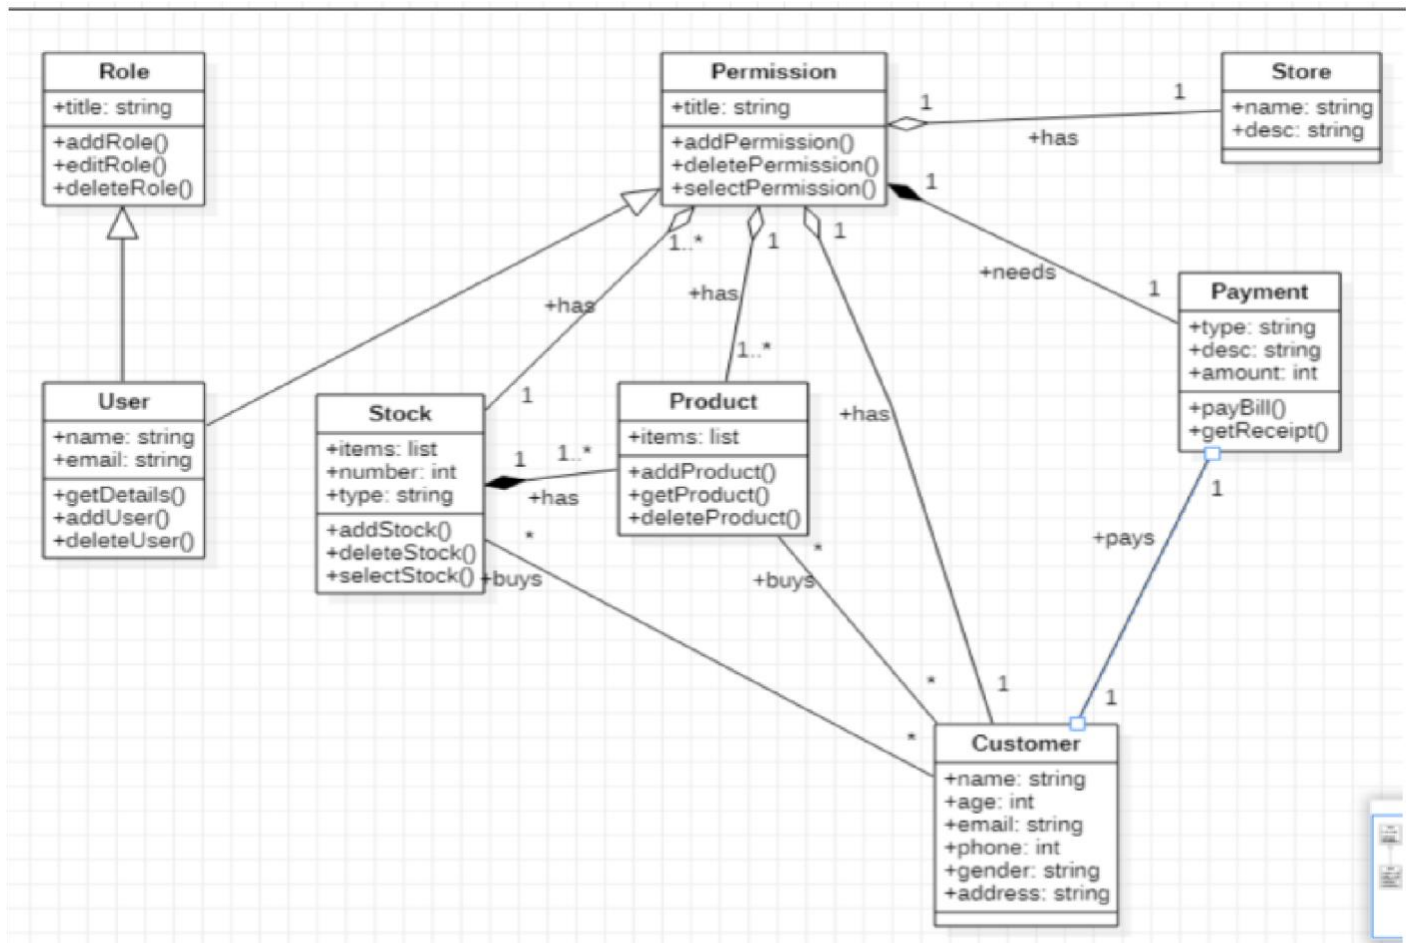 Role
+title: string
+addRole()
+editRole()
+deleteRole()
Permission
+title: string
+addPermission()
+deletePermission()
+selectPermission()
Store
+name: string
+desc: string
1
1
+has
1
+needs
1
Payment
+type: string
+desc: string
+amount: int
+payBill()
+getReceipt()
1..*
+has
1
1
+has
1..*
1
+has
1
User
+name: string
+email: string
+getDetails()
+addUser()
+deleteUser()
Stock
+items: list
+number: int
+type: string
+addStock()
+deleteStock()
+selectStock()
1
1..*
+has
Product
+items: list
+addProduct()
+getProduct()
+deleteProduct()
*
+buys
*
*
+buys
*
1
+pays
1
Customer
+name: string
+age: int
+email: string
+phone: int
+gender: string
+address: string